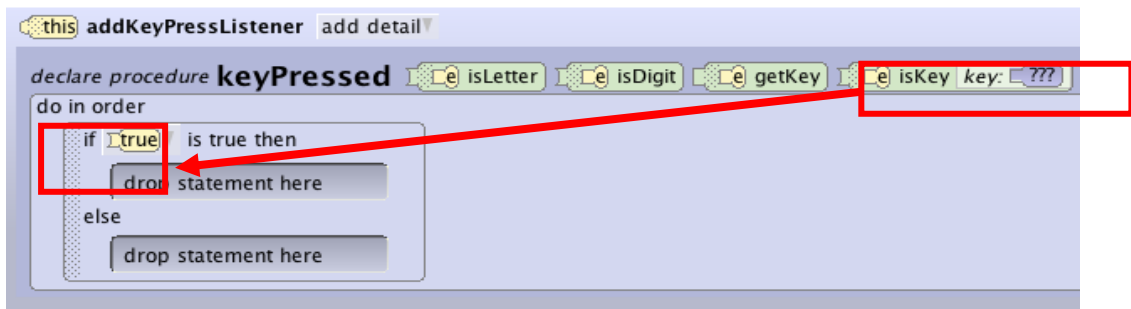 this addKeyPressListener add detail
declare procedure keyPressed e isLetter e isDigit e getKey e isKey key: ???
do in order
if true is true then
drop statement here
else
drop statement here